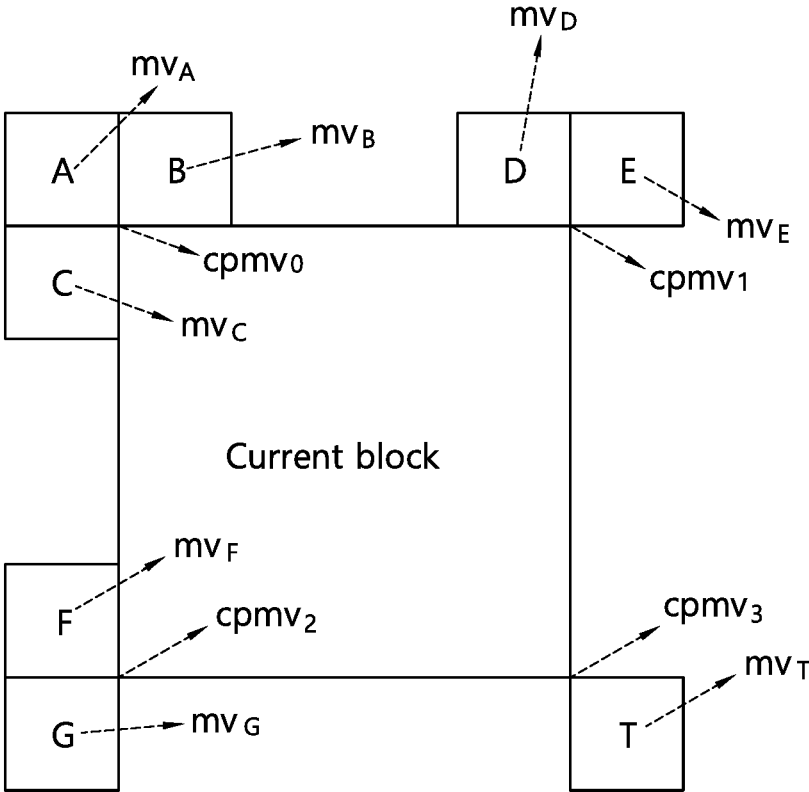 mvD
mvA
mvB
A
B
D
E
mvE
cpmv0
cpmv1
C
mvC
Current block
mvF
F
cpmv2
cpmv3
mvT
G
mvG
T